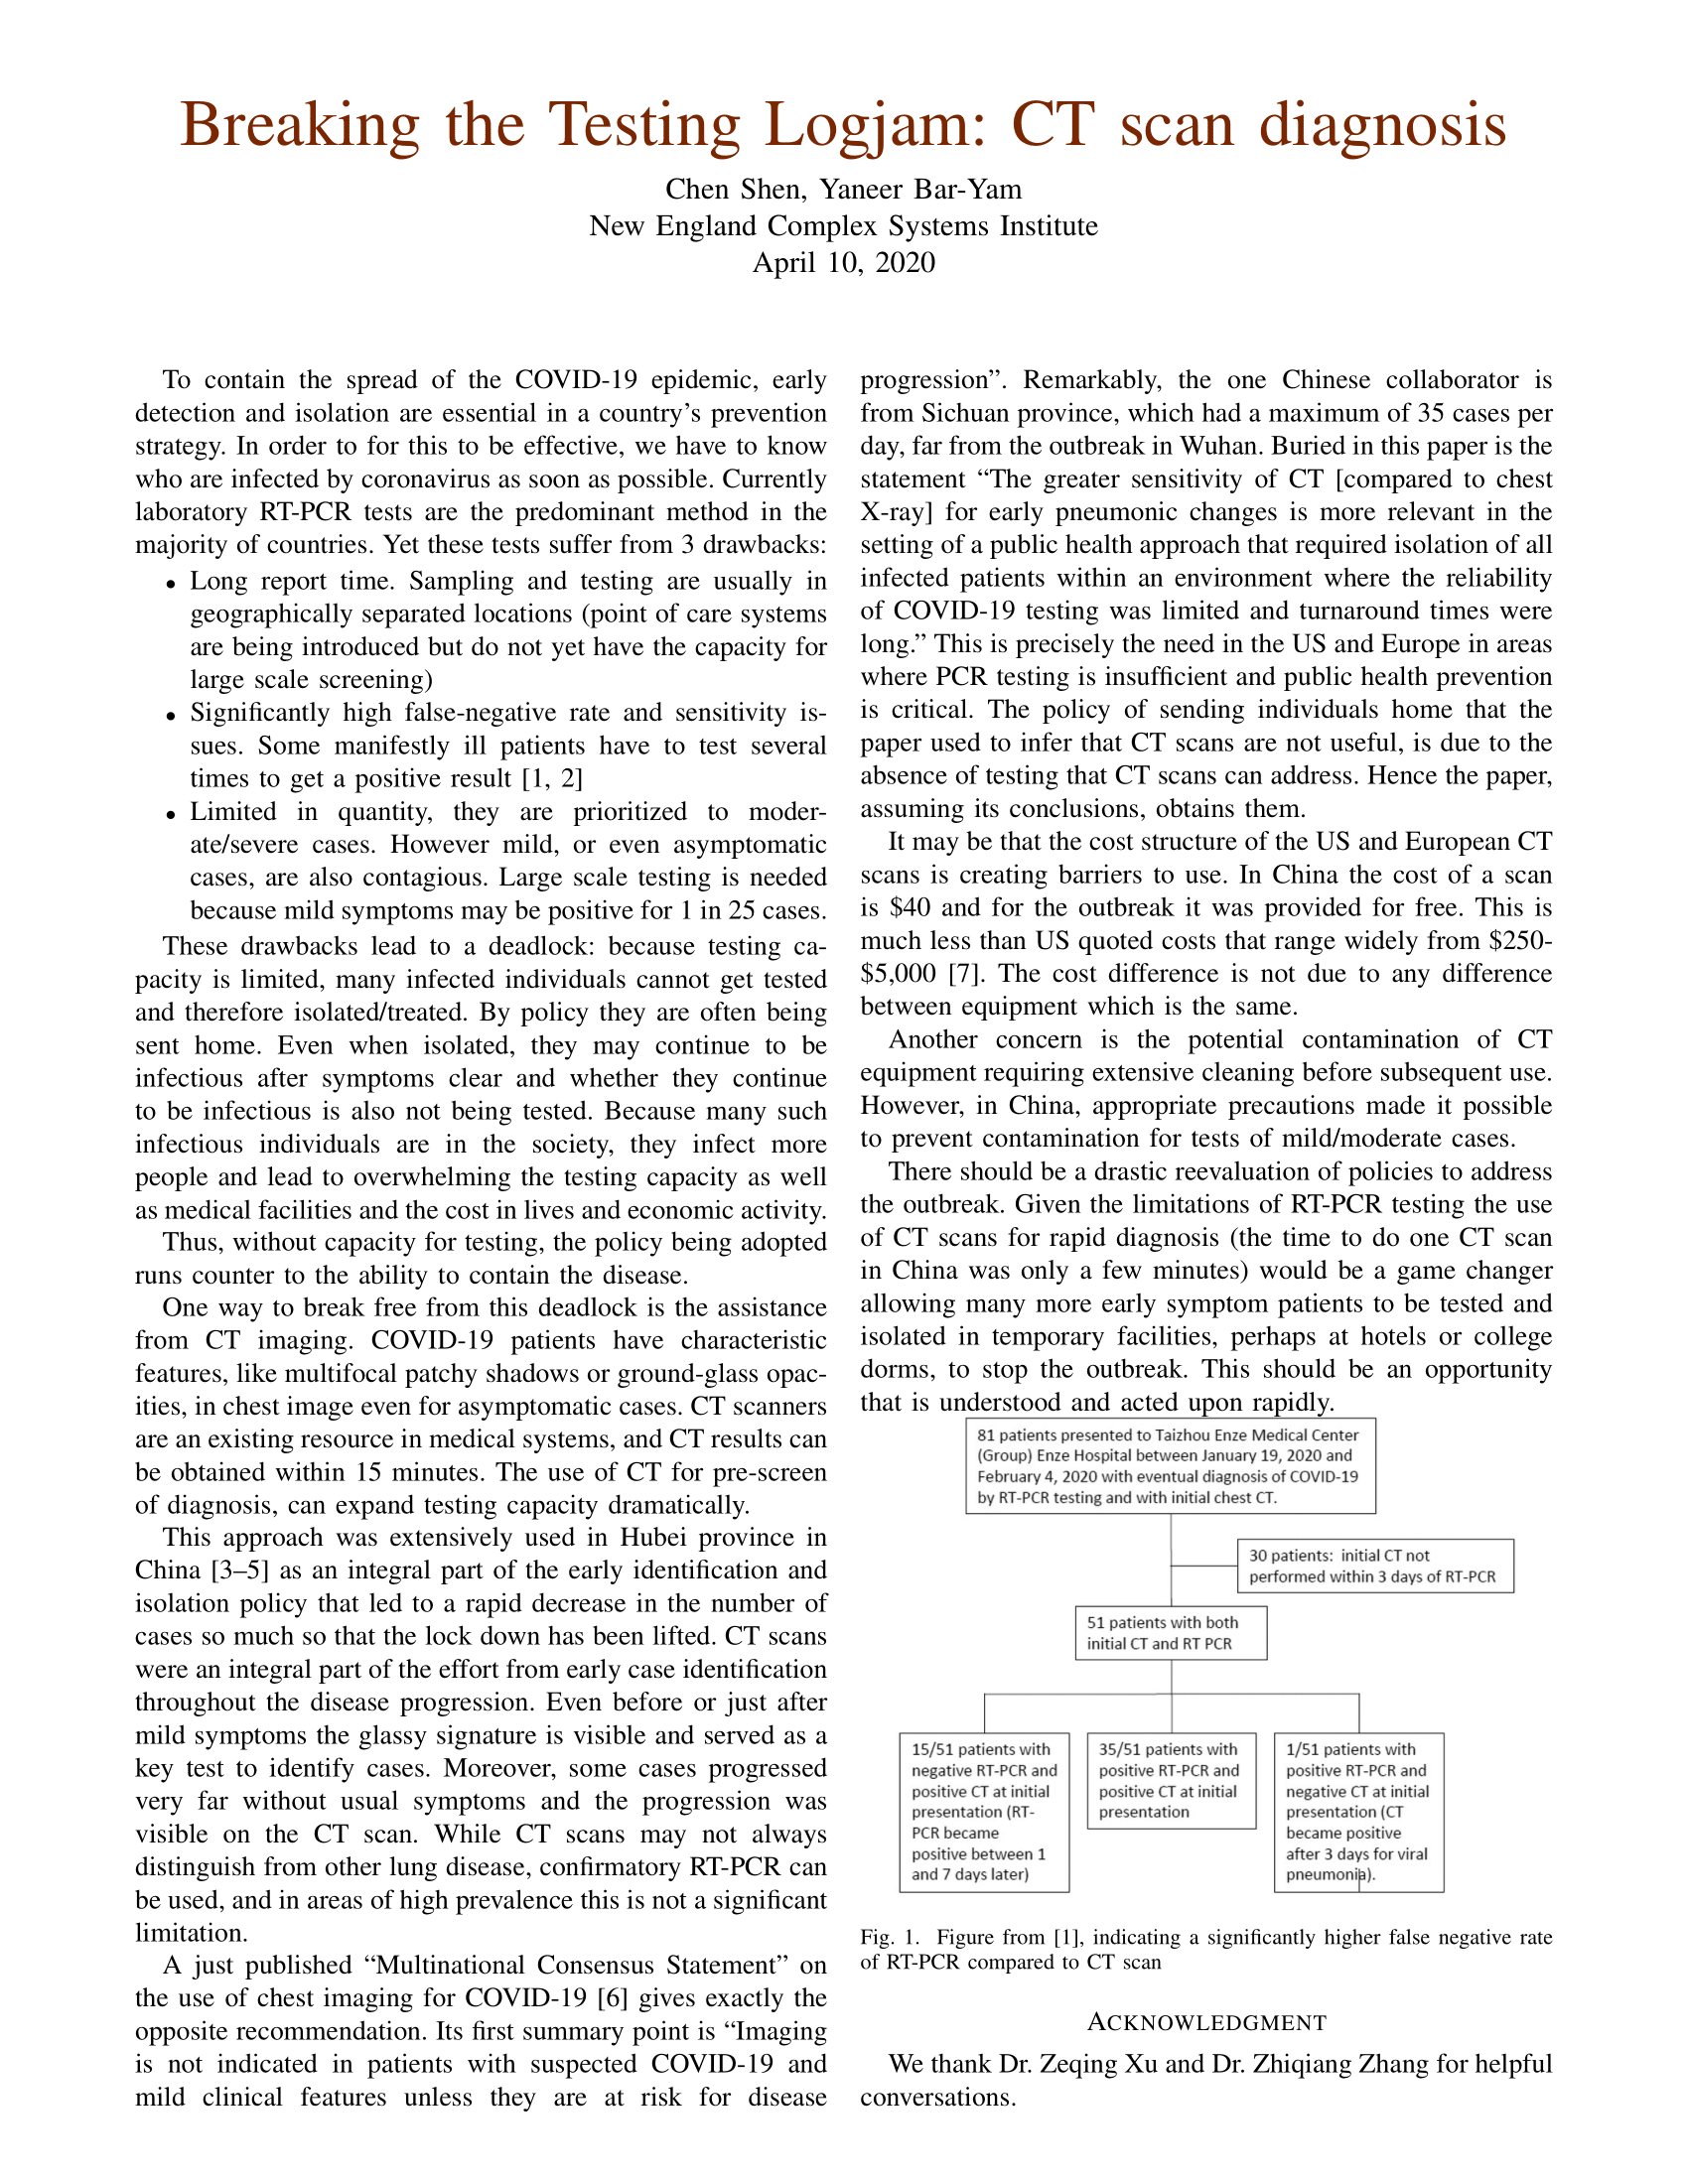 Breaking the Testing Logjam: CT scan diagnosis
Chen Shen, Yaneer Bar-Yam
New England Complex Systems Institute
April 10, 2020
To contain the spread of the COVID-19 epidemic, early
detection and isolation are essential in a country's prevention
strategy. In order to for this to be effective, we have to know
who are infected by coronavirus as soon as possible. Currently
laboratory RT-PCR tests are the predominant method in the
majority of countries. Yet these tests suffer from 3 drawbacks:
• Long report time. Sampling and testing are usually in
geographically separated locations (point of care systems
are being introduced but do not yet have the capacity for
large scale screening)
• Significantly high false-negative rate and sensitivity is-
sues. Some manifestly ill patients have to test several
times to get a positive result [1, 2]
• Limited in quantity, they are prioritized to moder-
ate/severe cases. However mild, or even asymptomatic
cases, are also contagious. Large scale testing is needed
because mild symptoms may be positive for 1 in 25 cases.
These drawbacks lead to a deadlock: because testing ca-
pacity is limited, many infected individuals cannot get tested
and therefore isolated/treated. By policy they are often being
sent home. Even when isolated, they may continue to be
infectious after symptoms clear and whether they continue
to be infectious is also not being tested. Because many such
infectious individuals are in the society, they infect more
people and lead to overwhelming the testing capacity as well
as medical facilities and the cost in lives and economic activity.
Thus, without capacity for testing, the policy being adopted
runs counter to the ability to contain the disease.
One way to break free from this deadlock is the assistance
from CT imaging. COVID-19 patients have characteristic
features, like multifocal patchy shadows or ground-glass opac-
ities, in chest image even for asymptomatic cases. CT scanners
are an existing resource in medical systems, and CT results can
be obtained within 15 minutes. The use of CT for pre-screen
of diagnosis, can expand testing capacity dramatically.
This approach was extensively used in Hubei province in
China [3–5] as an integral part of the early identification and
isolation policy that led to a rapid decrease in the number of
cases so much so that the lock down has been lifted. CT scans
were an integral part of the effort from early case identification
throughout the disease progression. Even before or just after
mild symptoms the glassy signature is visible and served as a
key test to identify cases. Moreover, some cases progressed
very far without usual symptoms and the progression was
visible on the CT scan. While CT scans may not always
distinguish from other lung disease, confirmatory RT-PCR can
be used, and in areas of high prevalence this is not a significant
limitation.
A just published “Multinational Consensus Statement” on
the use of chest imaging for COVID-19 [6] gives exactly the
opposite recommendation. Its first summary point is “Imaging
is not indicated in patients with suspected COVID-19 and
mild clinical features unless they are at risk for disease
progression”. Remarkably, the one Chinese collaborator is
from Sichuan province, which had a maximum of 35 cases per
day, far from the outbreak in Wuhan. Buried in this paper is the
statement “The greater sensitivity of CT [compared to chest
X-ray] for early pneumonic changes is more relevant in the
setting of a public health approach that required isolation of all
infected patients within an environment where the reliability
of COVID-19 testing was limited and turnaround times were
long.” This is precisely the need in the US and Europe in areas
where PCR testing is insufficient and public health prevention
is critical. The policy of sending individuals home that the
paper used to infer that CT scans are not useful, is due to the
absence of testing that CT scans can address. Hence the paper,
assuming its conclusions, obtains them.
It may be that the cost structure of the US and European CT
scans is creating barriers to use. In China the cost of a scan
is $40 and for the outbreak it was provided for free. This is
much less than US quoted costs that range widely from $250-
$5,000 [7]. The cost difference is not due to any difference
between equipment which is the same.
Another concern is the potential contamination of CT
equipment requiring extensive cleaning before subsequent use.
However, in China, appropriate precautions made it possible
to prevent contamination for tests of mild/moderate cases.
There should be a drastic reevaluation of policies to address
the outbreak. Given the limitations of RT-PCR testing the use
of CT scans for rapid diagnosis (the time to do one CT scan
in China was only a few minutes) would be a game changer
allowing many more early symptom patients to be tested and
isolated in temporary facilities, perhaps at hotels or college
dorms, to stop the outbreak. This should be an opportunity
that is understood and acted upon rapidly.
81 patients presented to Taizhou Enze Medical Center
(Group) Enze Hospital between January 19, 2020 and
February 4, 2020 with eventual diagnosis of COVID-19
by RT-PCR testing and with initial chest CT.
30 patients: initial CT not
performed within 3 days of RT-PCR
51 patients with both
initial CT and RT PCR
15/51 patients with
negative RT-PCR and
positive CT at initial
presentation (RT-
PCR became
positive between 1
and 7 days later)
35/51 patients with
positive RT-PCR and
positive CT at initial
presentation
1/51 patients with
positive RT-PCR and
negative CT at initial
presentation (CT
became positive
after 3 days for viral
pneumonia).
Fig. 1. Figure from [1], indicating a significantly higher false negative rate
of RT-PCR compared to CT scan
ACKNOWLEDGMENT
We thank Dr. Zeqing Xu and Dr. Zhiqiang Zhang for helpful
conversations.